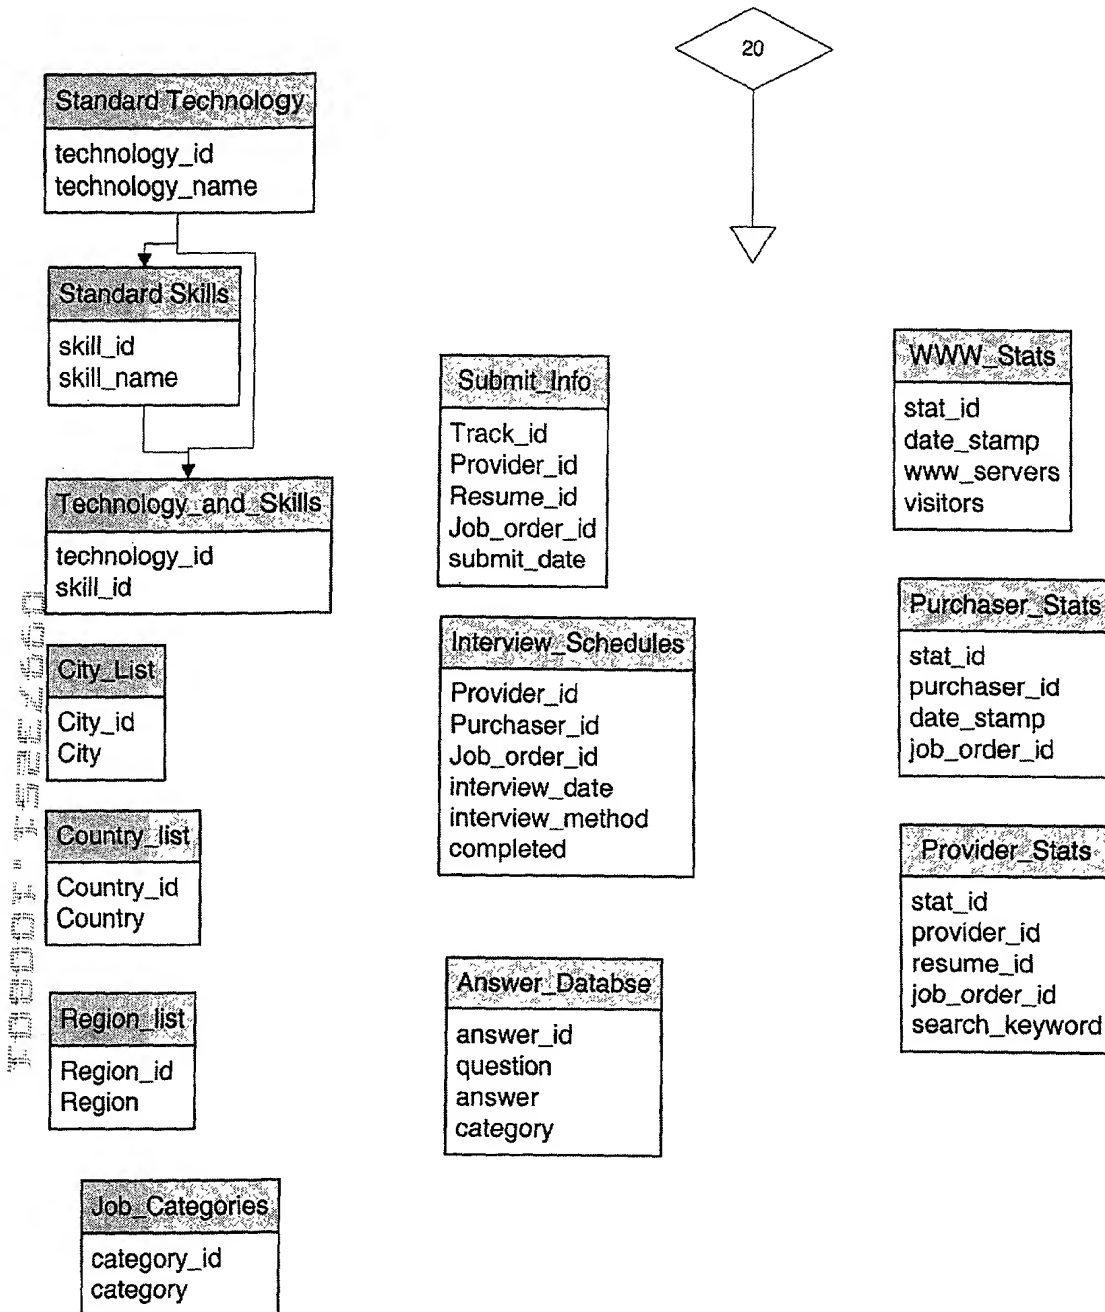 20
Standard Technology
technology_id
technology_name
Standard Skills
skill_id
skill_name
Technology_and_Skills
technology_id
skill_id
City_List
City_id
City
Country_list
Country_id
Country
Region_list
Region_id
Region
Job_Categories
category_id
category
Submit_Info
Track_id
Provider_id
Resume_id
Job_order_id
submit_date
Interview_Schedules
Provider_id
Purchaser_id
Job_order_id
interview_date
interview_method
completed
Answer_Databse
answer_id
question
answer
category
WWW_Stats
stat_id
date_stamp
www_servers
visitors
Purchaser_Stats
stat_id
purchaser_id
date_stamp
job_order_id
Provider_Stats
stat_id
provider_id
resume_id
job_order_id
search_keyword